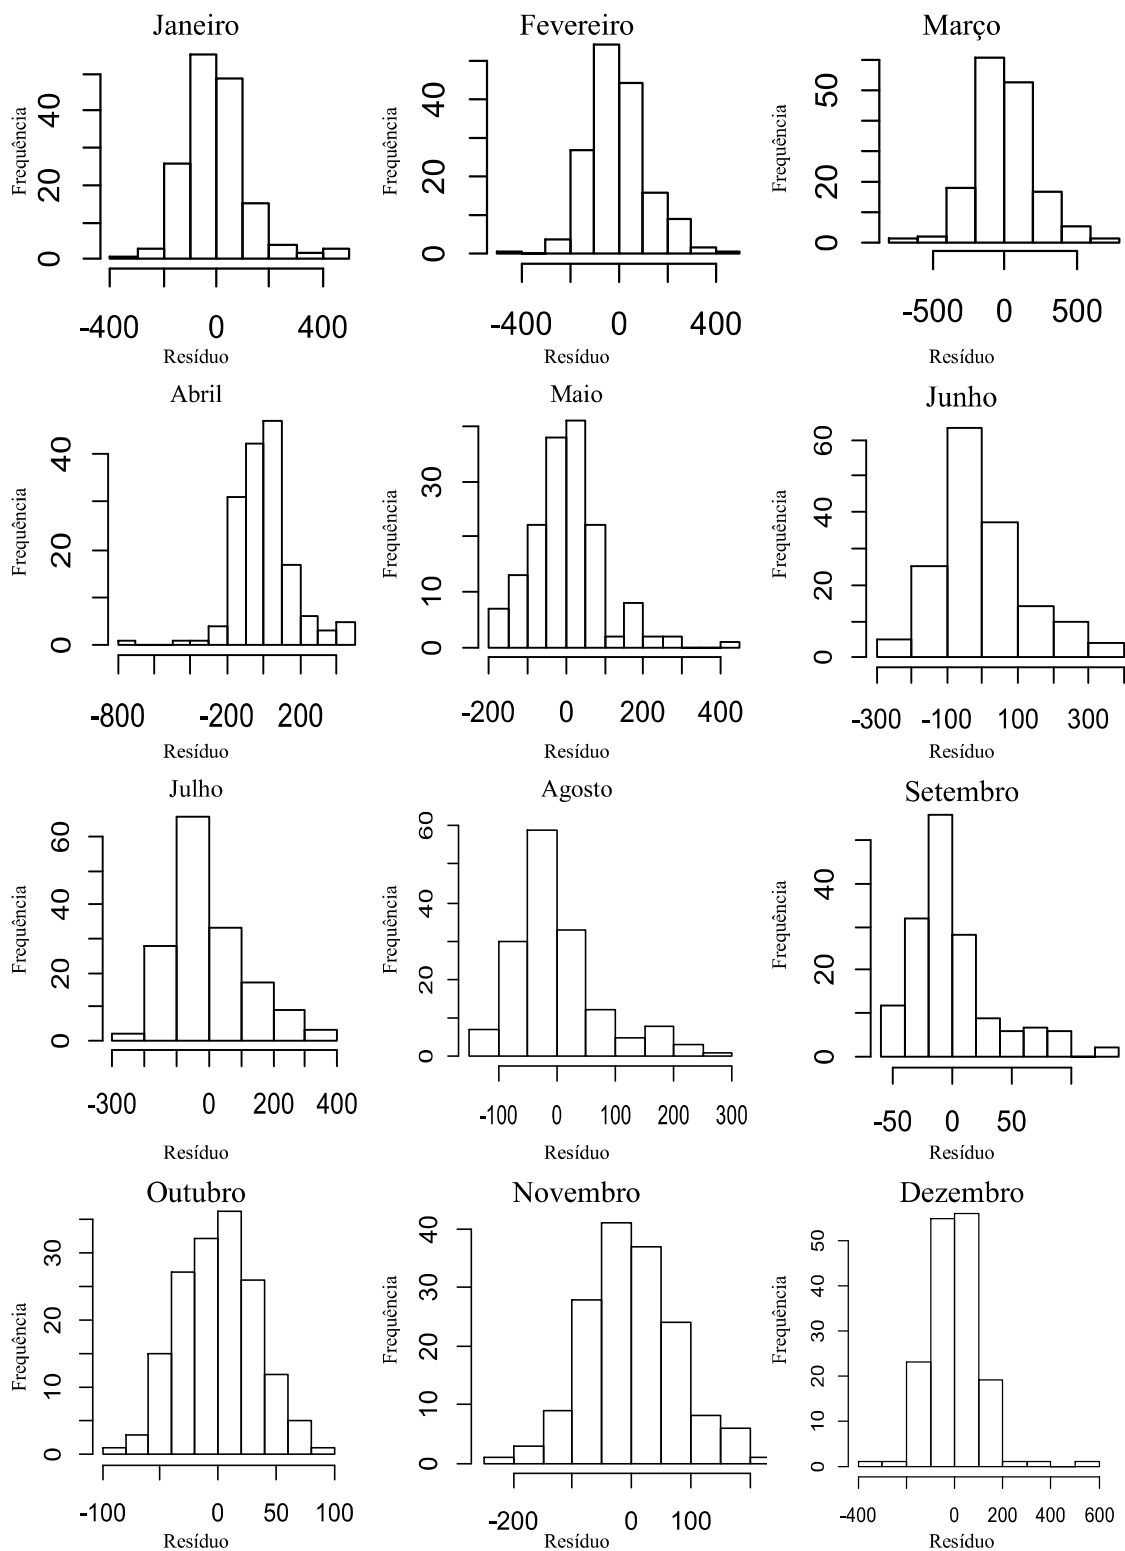 Janeiro
Frequência
0 20 40
-400 0 400
Resíduo
Fevereiro
Frequência
0 20 40
-400 0 400
Resíduo
Março
Frequência
0 20 50
-500 0 500
Resíduo
Abril
Frequência
0 20 40
-800 -200 200
Resíduo
Maio
Frequência
0 10 30
-200 0 200 400
Resíduo
Junho
Frequência
0 20 40 60
-300 -100 100 300
Resíduo
Julho
Frequência
0 20 40 60
-300 0 200 400
Resíduo
Agosto
Frequência
0 20 40 60
-100 0 100 200 300
Resíduo
Setembro
Frequência
0 20 40
-50 0 50
Resíduo
Outubro
Frequência
0 10 20 30
-100 0 50 100
Resíduo
Novembro
Frequência
0 10 20 30 40
-200 0 100
Resíduo
Dezembro
Frequência
0 10 20 30 40 50
-400 -200 0 200 400 600
Resíduo